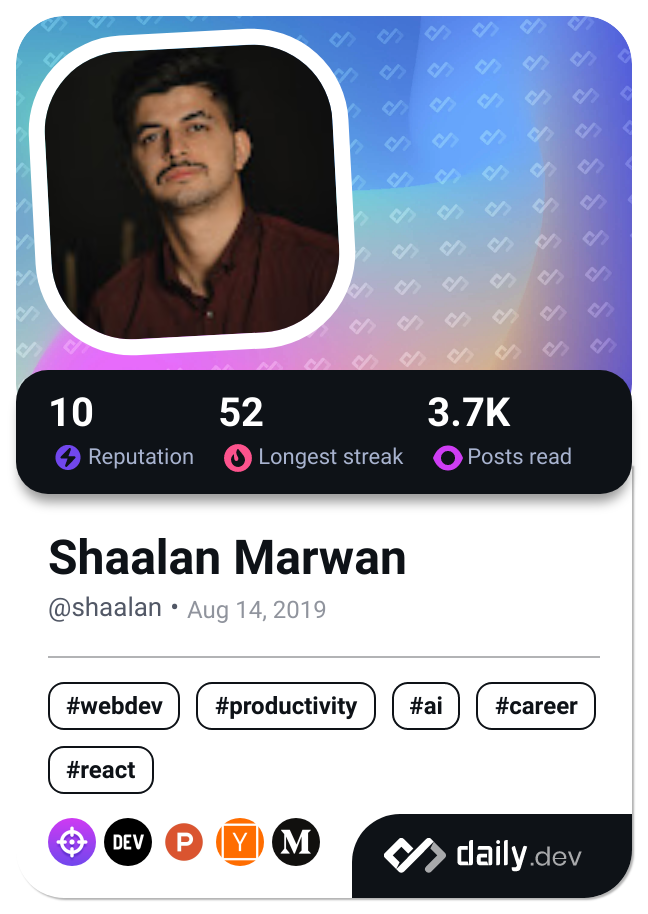 10 52 3.7K
Reputation Longest streak Posts read
Shaalan Marwan
@shaalan • Aug 14, 2019
#webdev #productivity #ai #career
#react
DEV P Y M daily.dev